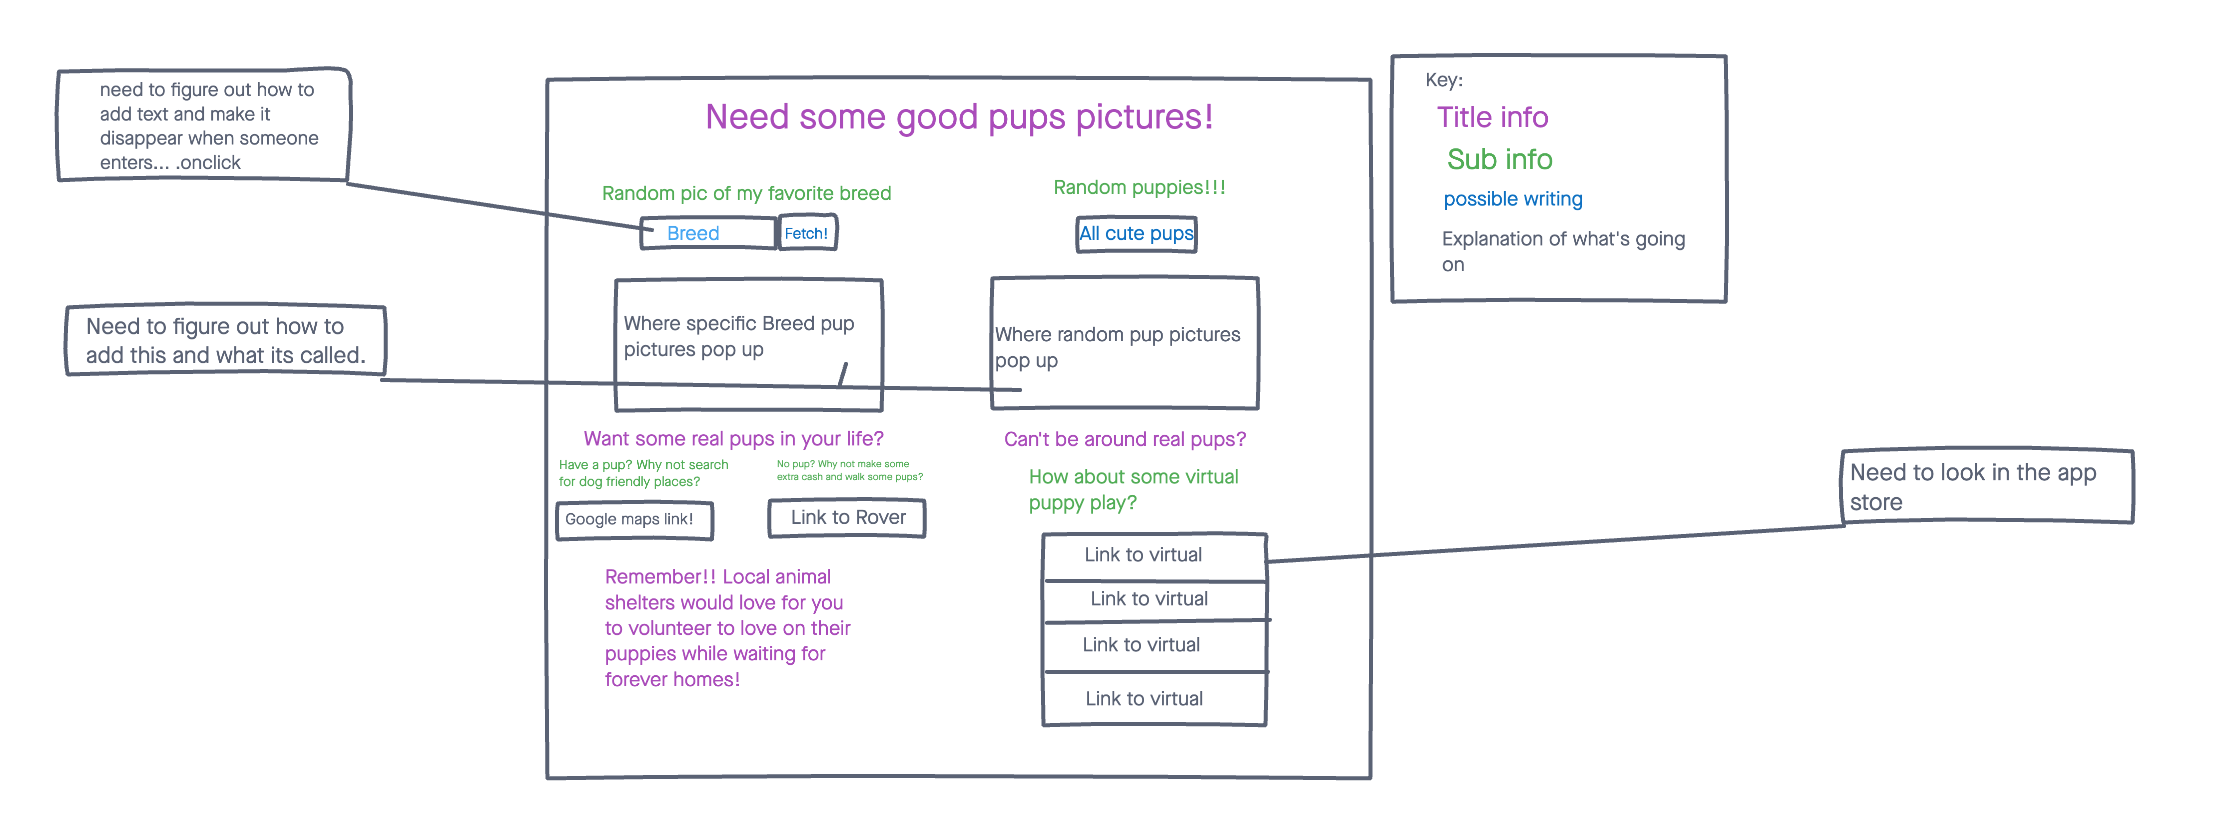 need to figure out how to
add text and make it
disappear when someone
enters... .onclick
Need to figure out how to
add this and what its called.
Need some good pups pictures!
Random pic of my favorite breed
Breed
Fetch!
Where specific Breed pup
pictures pop up
Random puppies!!!
All cute pups
Where random pup pictures
pop up
Want some real pups in your life?
Have a pup? Why not search
for dog friendly places?
Google maps link!
No pup? Why not make some
extra cash and walk some pups?
Link to Rover
Remember!! Local animal
shelters would love for you
to volunteer to love on their
puppies while waiting for
forever homes!
Can't be around real pups?
How about some virtual
puppy play?
Link to virtual
Link to virtual
Link to virtual
Link to virtual
Key:
Title info
Sub info
possible writing
Explanation of what's going
on
Need to look in the app
store